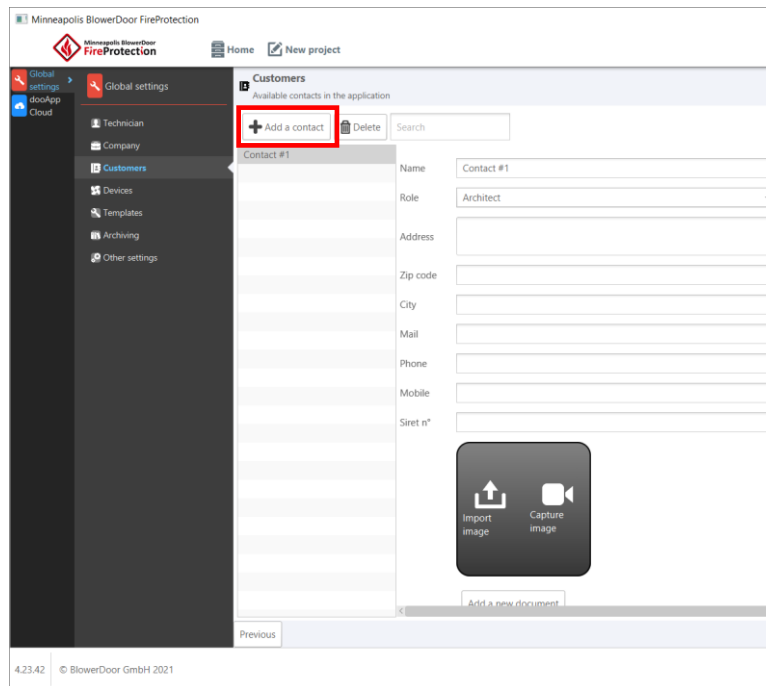 Minneapolis BlowerDoor FireProtection
Minneapolis BlowerDoor
FireProtection
Home
New project
Global
settings
dooApp
Cloud
Global settings
Technician
Company
Customers
Devices
Templates
Archiving
Other settings
Customers
Available contacts in the application
Add a contact
Delete
Search
Contact #1
Name
Contact #1
Role
Architect
Address
Zip code
City
Mail
Phone
Mobile
Siret n°
Import
image
Capture
image
Add a new document
Previous
4.23.42
© BlowerDoor GmbH 2021